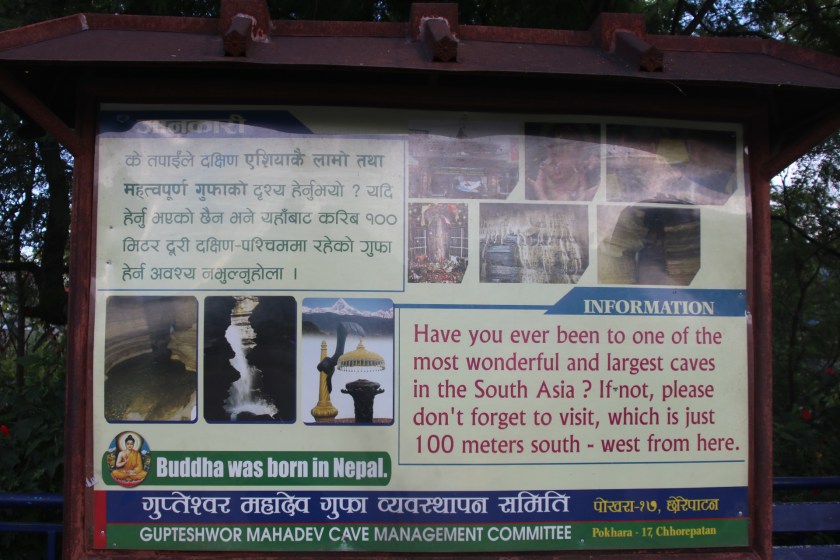 जानकारी
के तपाईले दक्षिण एशियाकै लामो तथा
महत्वपूर्ण गुफाको दृश्य हेर्नुभयो ? यदि
हेर्नु भएको छैन भने यहाँबाट करिब १००
मिटर दूरी दक्षिण-पश्चिममा रहेको गुफा
हेर्न अवश्य नभुल्नुहोला ।
INFORMATION
Have you ever been to one of the
most wonderful and largest caves
in the South Asia ? If not, please
don't forget to visit, which is just
100 meters south - west from here.
Buddha was born in Nepal.
गुप्तेश्वर महादेव गुफा व्यवस्थापन समिति पोखरा-१७, छोरेपाटन
GUPTESHWOR MAHADEV CAVE MANAGEMENT COMMITTEE Pokhara - 17, Chhorepatan